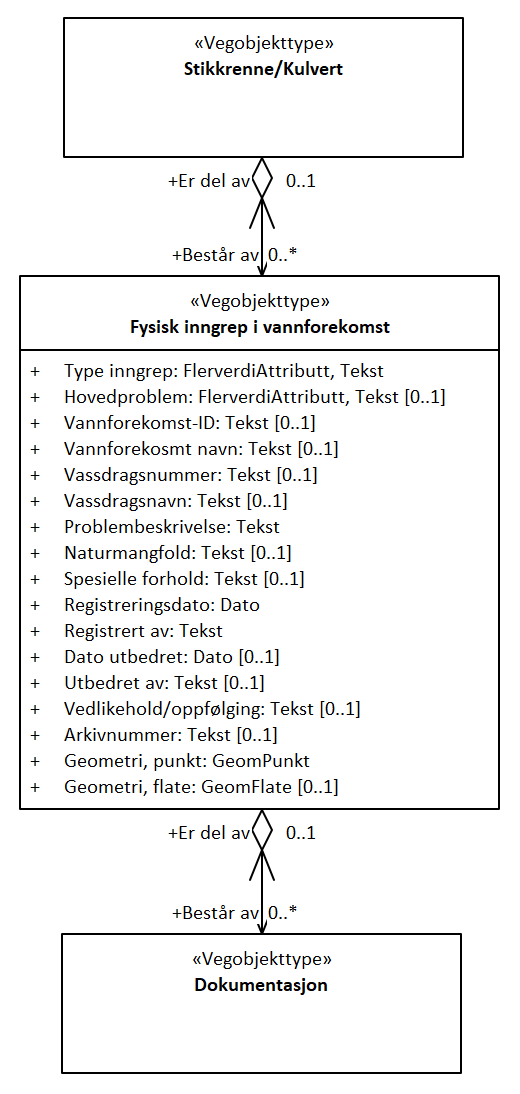 «Vegobjekttype»
Stikkrenne/Kulvert
+Er del av 0..1
+Består av 0..*
«Vegobjekttype»
Fysisk inngrep i vannforekomst
+ Type inngrep: FlerverdiAttributt, Tekst
+ Hovedproblem: FlerverdiAttributt, Tekst [0..1]
+ Vannforekomst-ID: Tekst [0..1]
+ Vannforekosmt navn: Tekst [0..1]
+ Vassdragsnummer: Tekst [0..1]
+ Vassdragsnavn: Tekst [0..1]
+ Problembeskrivelse: Tekst
+ Naturmangfold: Tekst [0..1]
+ Spesielle forhold: Tekst [0..1]
+ Registreringsdato: Dato
+ Registrert av: Tekst
+ Dato utbedret: Dato [0..1]
+ Utbedret av: Tekst [0..1]
+ Vedlikehold/oppfølging: Tekst [0..1]
+ Arkivnummer: Tekst [0..1]
+ Geometri, punkt: GeomPunkt
+ Geometri, flate: GeomFlate [0..1]
+Er del av 0..1
+Består av 0..*
«Vegobjekttype»
Dokumentasjon